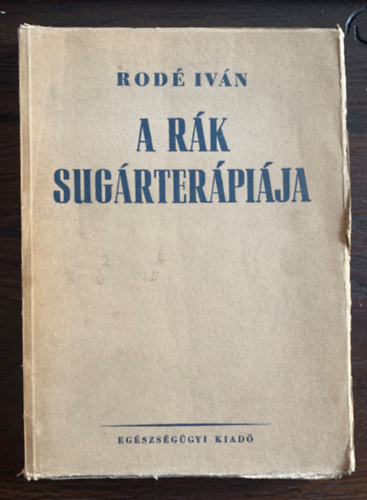 RODÉ IVÁN
A RÁK
SUGÁRTERÁPIÁJA
EGÉSZSÉGÜGYI KIADÓ